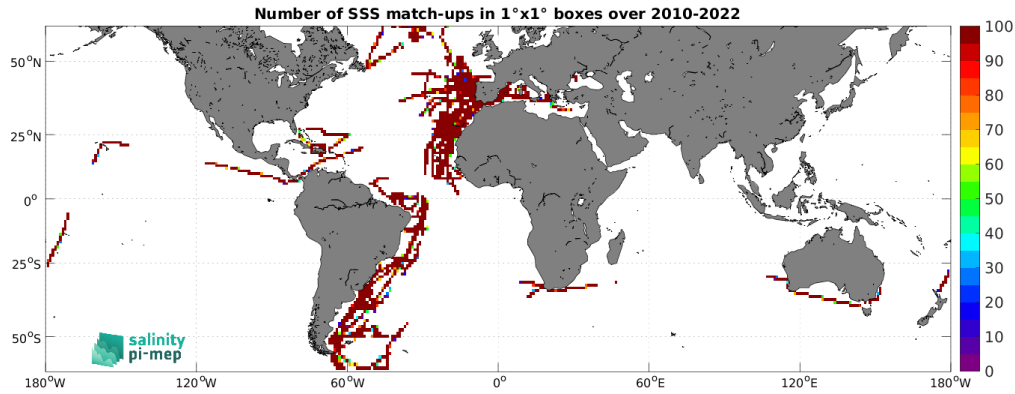 Number of SSS match-ups in 1°x1° boxes over 2010-2022
50°N
25°N
0°
25°S
50°S
180°W
120°W
60°W
0°
60°E
120°E
180°W
100
90
80
70
60
50
40
30
20
10
0
salinity
pi-mep